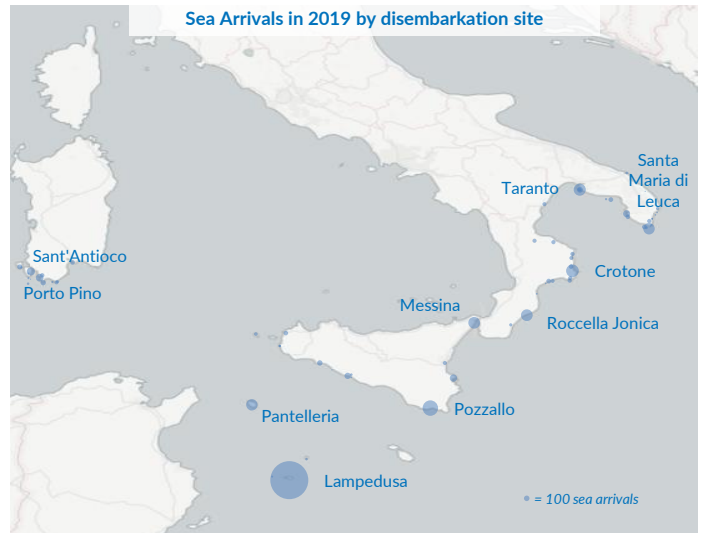 Sea Arrivals in 2019 by disembarkation site
Santa
Maria di
Leuca
Taranto
Sant'Antioco
Crotone
Porto Pino
Messina
Roccella Jonica
Pantelleria
Pozzallo
Lampedusa
= 100 sea arrivals